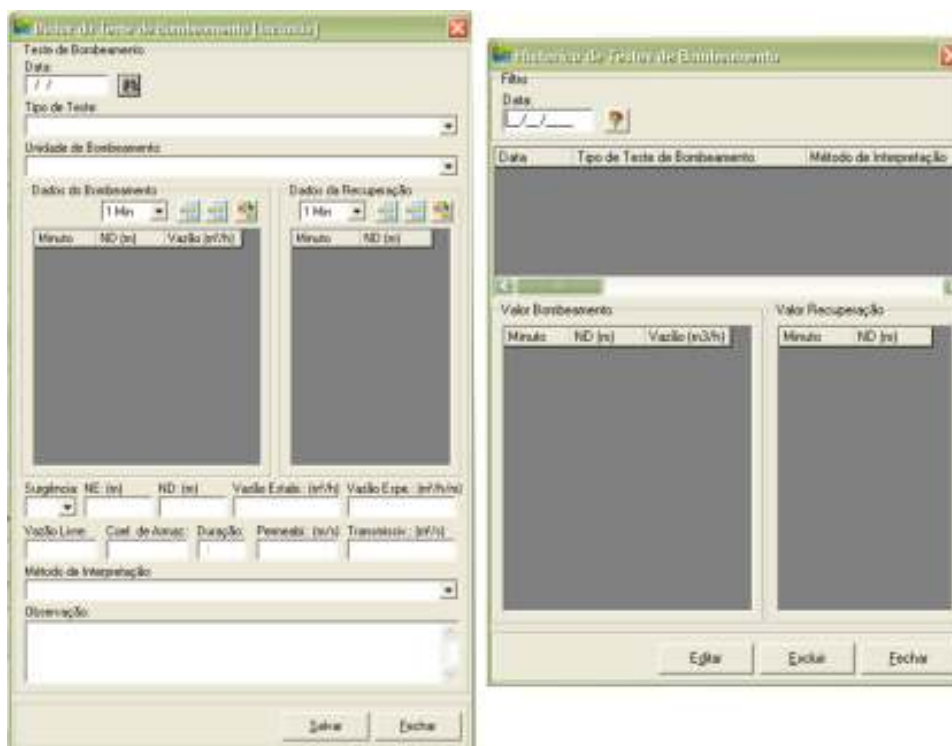 de Teste de Bombeamento
Teste de Bombeamento
Data:
/ /
Tipo de Teste
Unidade de Bombeamento
Dados do Bombeamento
1 Min
Minuto ND (m) Vazão (m³/h)
Dados da Recuperação
1 Min
Minuto ND (m)
Surgência: NE: (m) ND: (m) Vazão Estab.: (m³/h) Vazão Espe.: (m³/h/m)
Vazão Livre: Coef. de Armaz.: Duração: Permeabi.: (m/s) Transmissiv.: (m²/s)
Método de Interpretação:
Observação:
Salvar Fechar
Histórico de Testes de Bombeamento
Filtro
Data:
__/__/____
Data Tipo de Teste de Bombeamento Método de Interpretação
Valor Bombeamento
Minuto ND (m) Vazão (m3/h)
Valor Recuperação
Minuto ND (m)
Editar Excluir Fechar